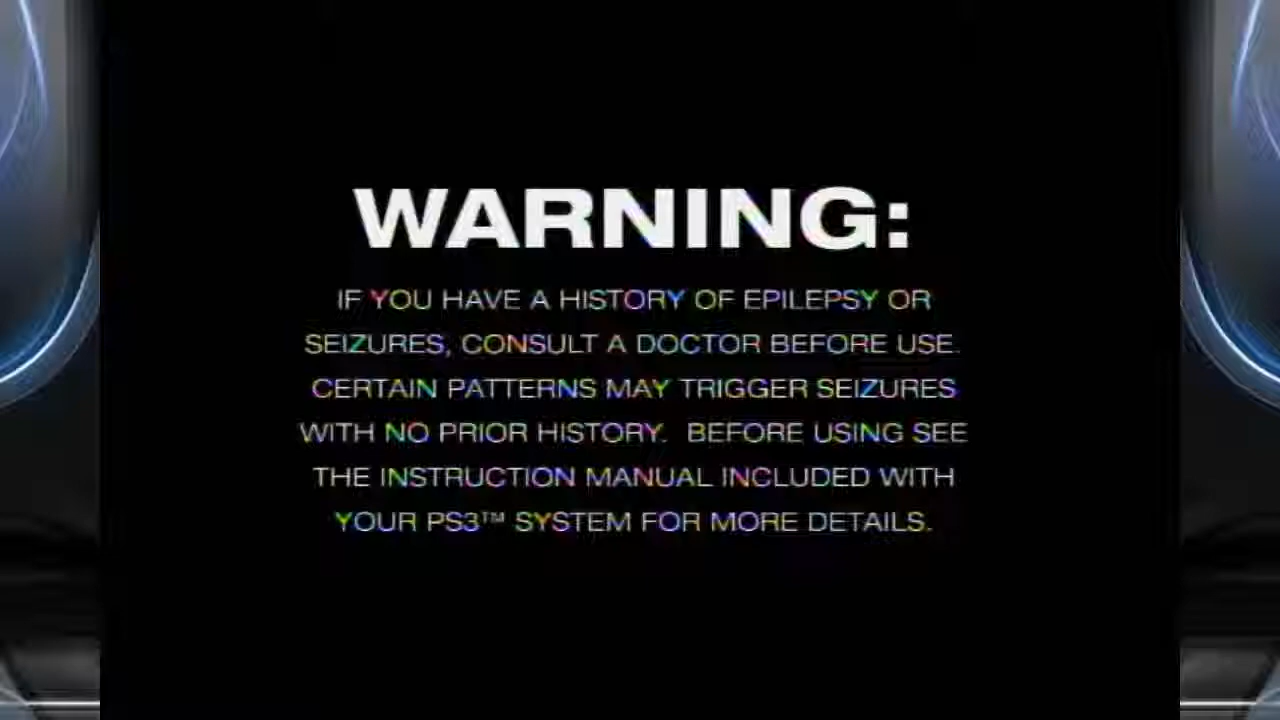 WARNING:
IF YOU HAVE A HISTORY OF EPILEPSY OR
SEIZURES, CONSULT A DOCTOR BEFORE USE.
CERTAIN PATTERNS MAY TRIGGER SEIZURES
WITH NO PRIOR HISTORY.  BEFORE USING SEE
THE INSTRUCTION MANUAL INCLUDED WITH
YOUR PS3™ SYSTEM FOR MORE DETAILS.